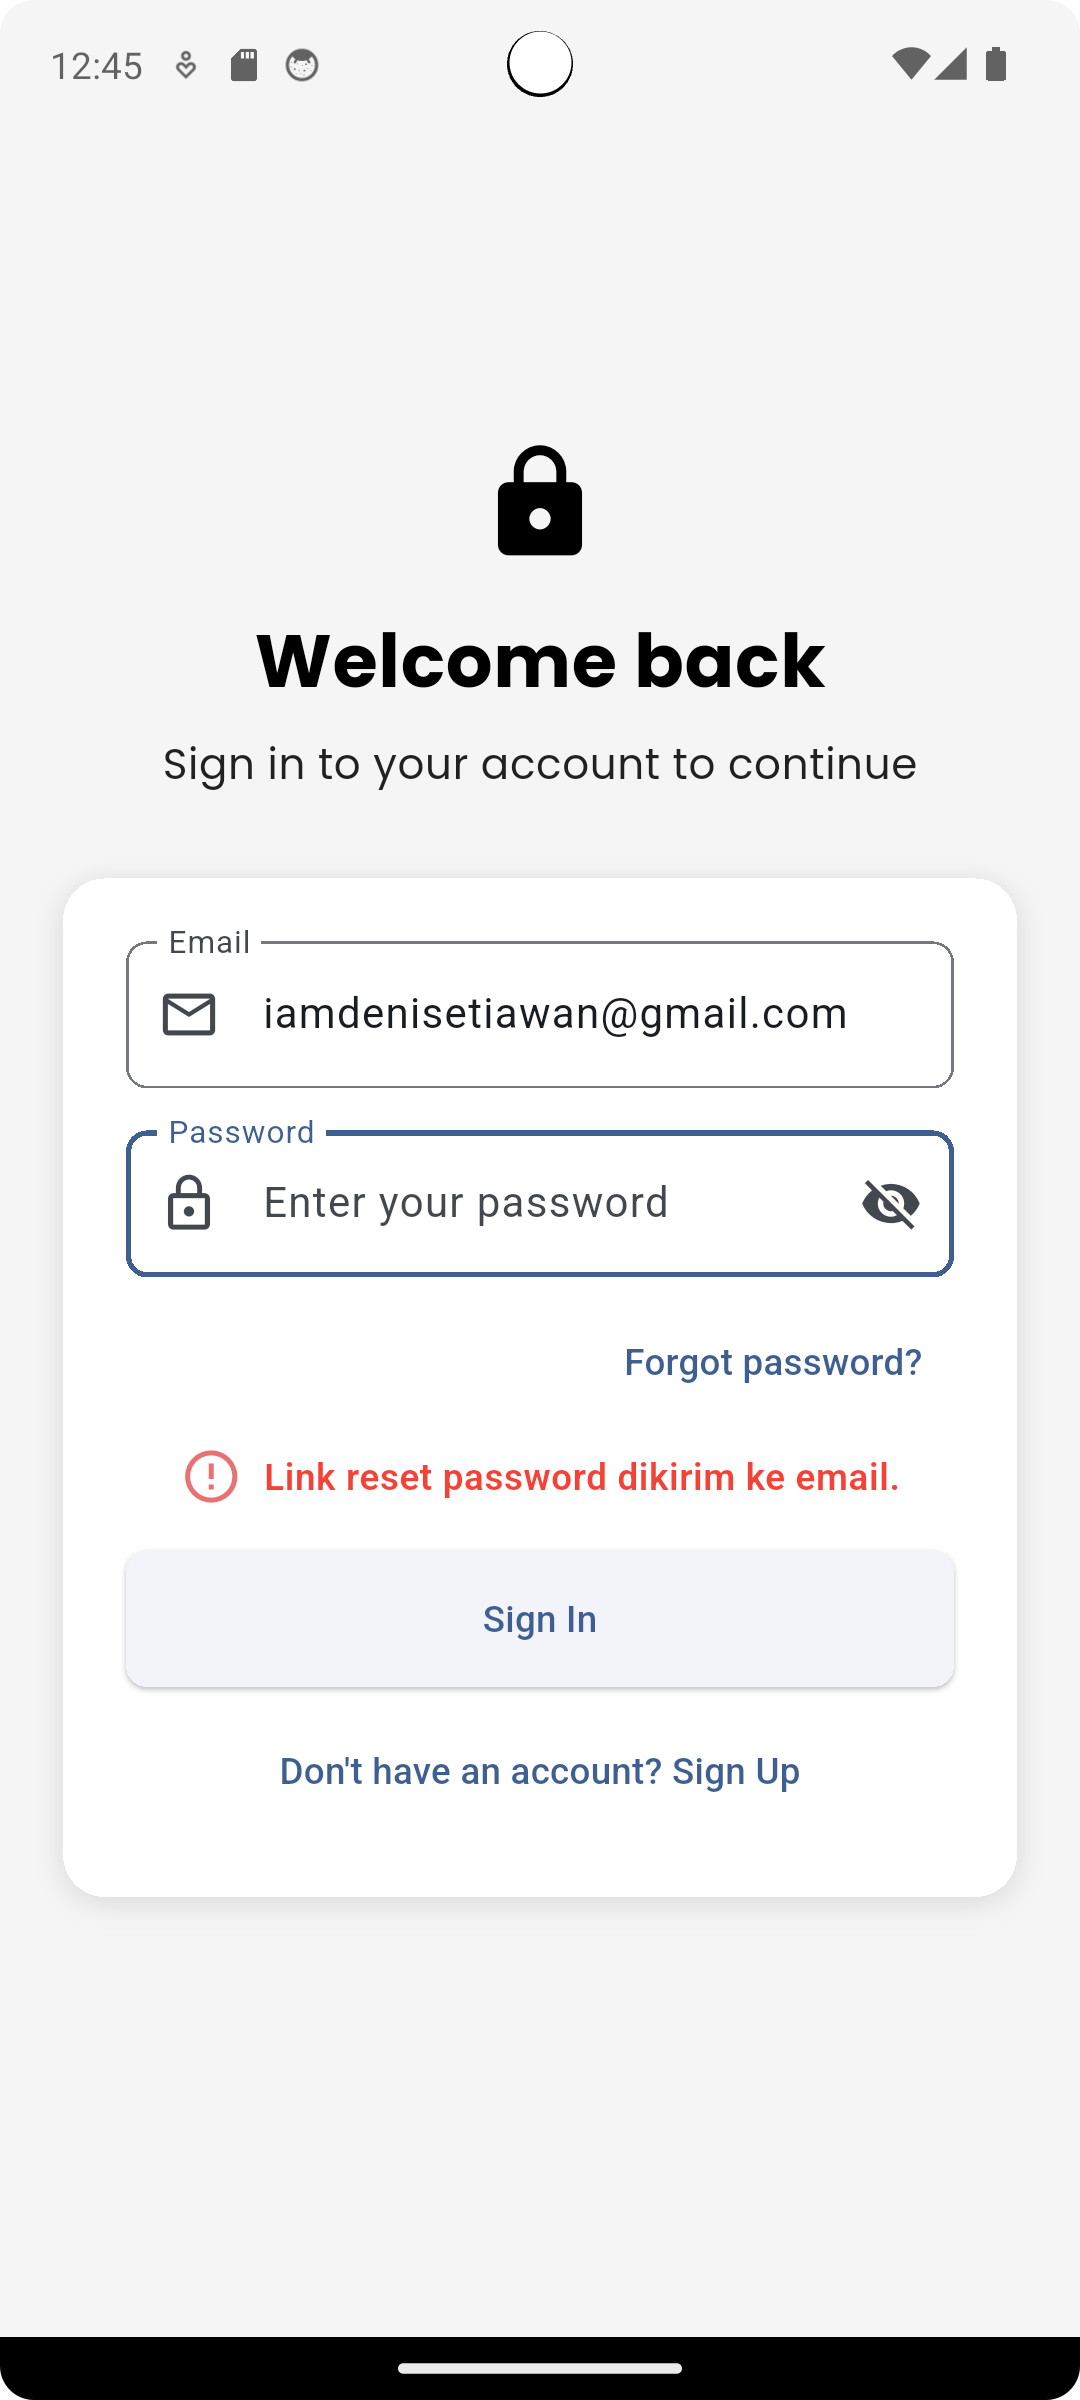 12:45
Welcome back
Sign in to your account to continue
Email
iamdenisetiawan@gmail.com
Password
Enter your password
Forgot password?
Link reset password dikirim ke email.
Sign In
Don't have an account? Sign Up